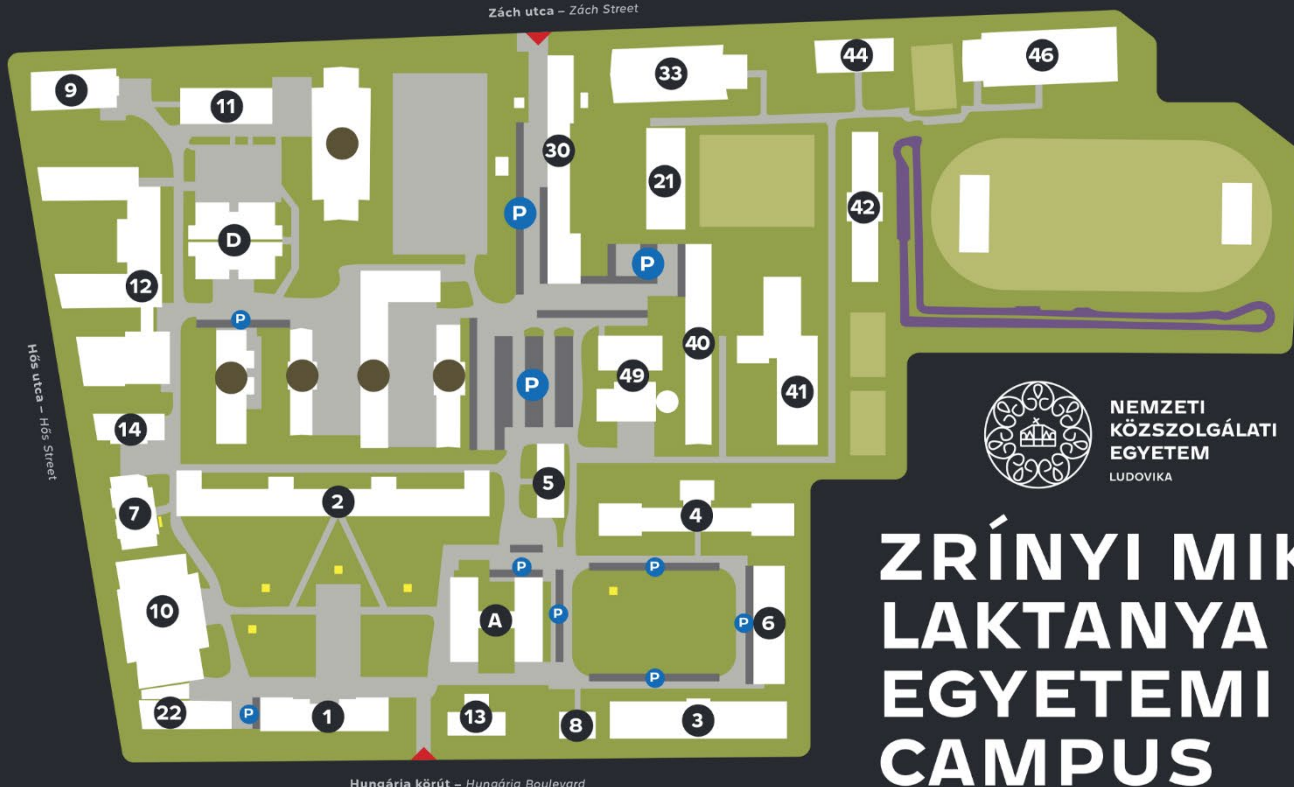 Zách utca – Zách Street
9
11
33
44
46
30
21
P
42
D
P
12
P
40
49
P
41
14
Hős utca – Hős Street
NEMZETI
KÖZSZOLGÁLATI
EGYETEM
LUDOVIKA
5
2
7
4
P
P
10
A
P
P
6
P
22
P
1
13
8
3
ZRÍNYI MIK
LAKTANYA
EGYETEMI
CAMPUS
Hungária körút – Hungária Boulevard